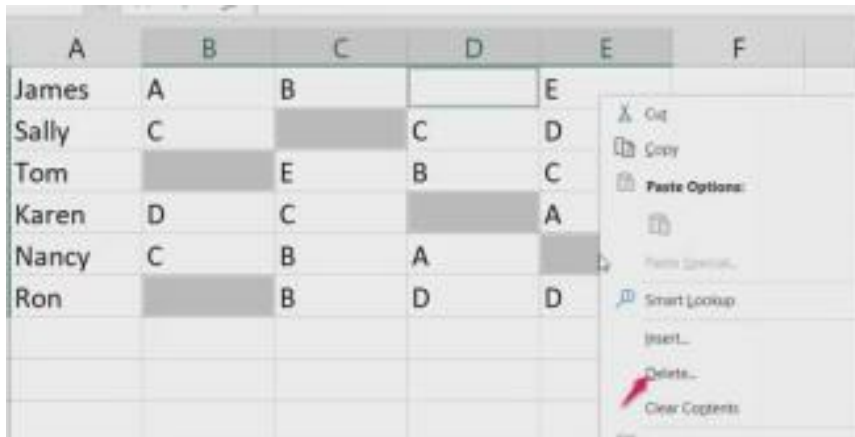 A B C D E F
James A B E
Sally C C D
Tom E B C
Karen D C A
Nancy C B A
Ron B D D
Cut
Copy
Paste Options:
Paste Special...
Smart Lookup
Insert...
Delete...
Clear Contents